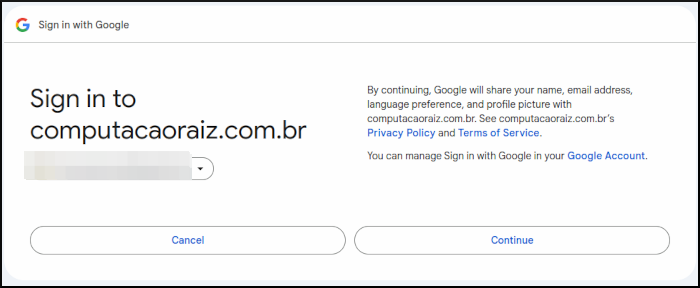 Sign in with Google
Sign in to
computacaoraiz.com.br
By continuing, Google will share your name, email address,
language preference, and profile picture with
computacaoraiz.com.br. See computacaoraiz.com.br's
Privacy Policy and Terms of Service.
You can manage Sign in with Google in your Google Account.
Cancel
Continue